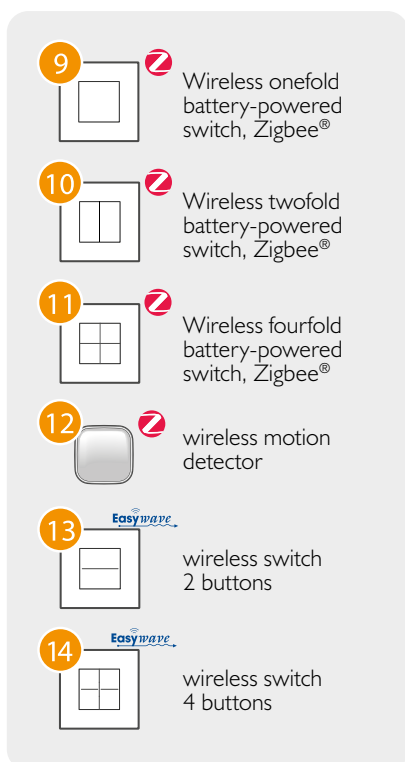 9
Wireless onefold
battery-powered
switch, Zigbee®
10
Wireless twofold
battery-powered
switch, Zigbee®
11
Wireless fourfold
battery-powered
switch, Zigbee®
12
wireless motion
detector
Easywave
13
wireless switch
2 buttons
Easywave
14
wireless switch
4 buttons